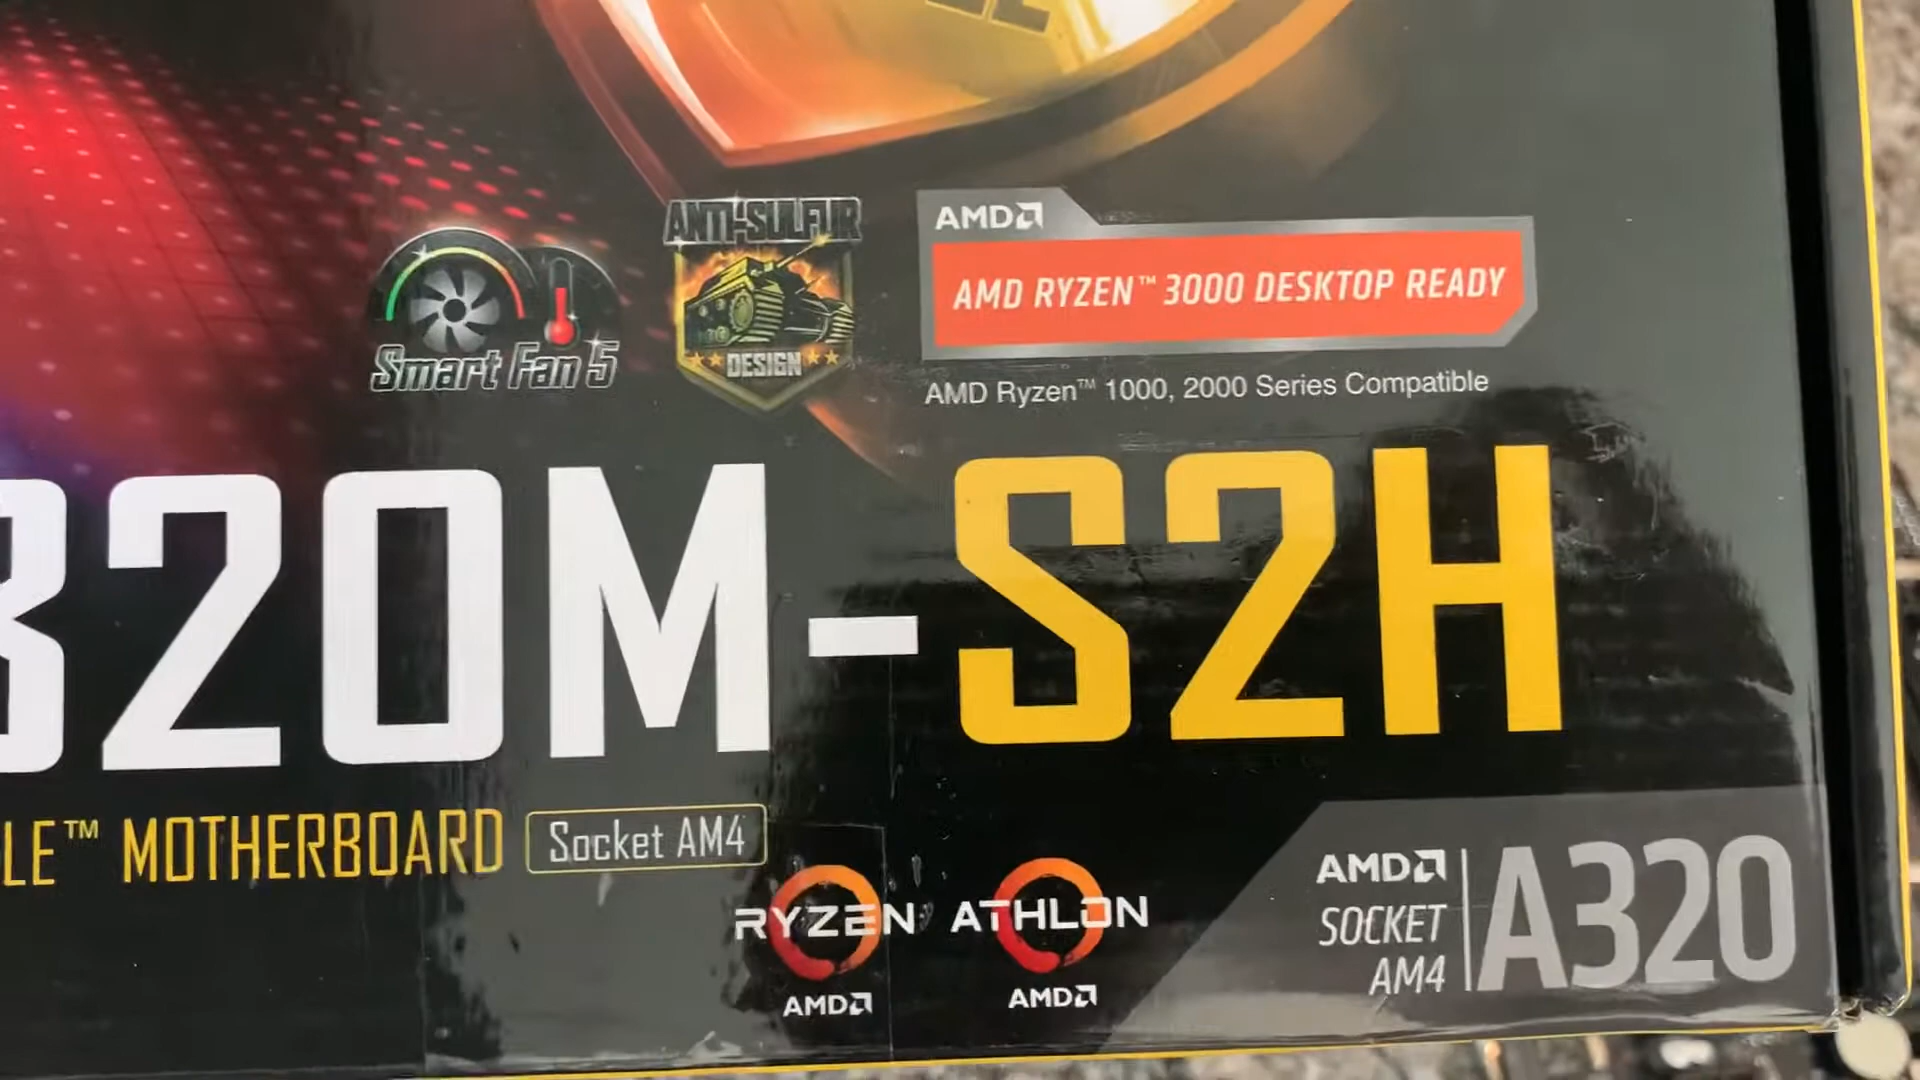 ANTI-SULFUR
DESIGN
Smart Fan 5
AMD
AMD RYZEN™ 3000 DESKTOP READY
AMD Ryzen™ 1000, 2000 Series Compatible
320M-S2H
LE™ MOTHERBOARD
Socket AM4
RYZEN
AMD
ATHLON
AMD
AMD
SOCKET
AM4
A320